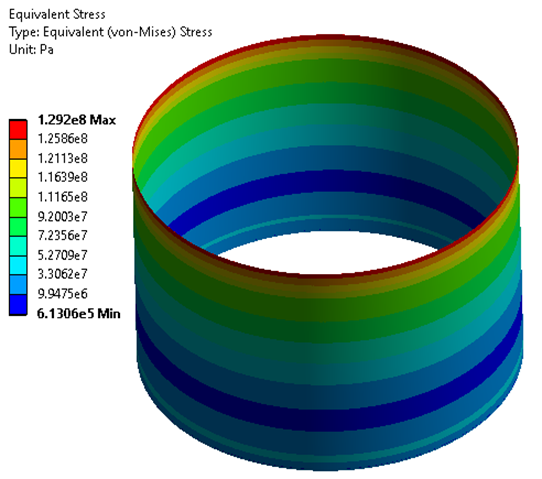 Equivalent Stress
Type: Equivalent (von-Mises) Stress
Unit: Pa
1.292e8 Max
1.2586e8
1.2113e8
1.1639e8
1.1165e8
9.2003e7
7.2356e7
5.2709e7
3.3062e7
9.9475e6
6.1306e5 Min